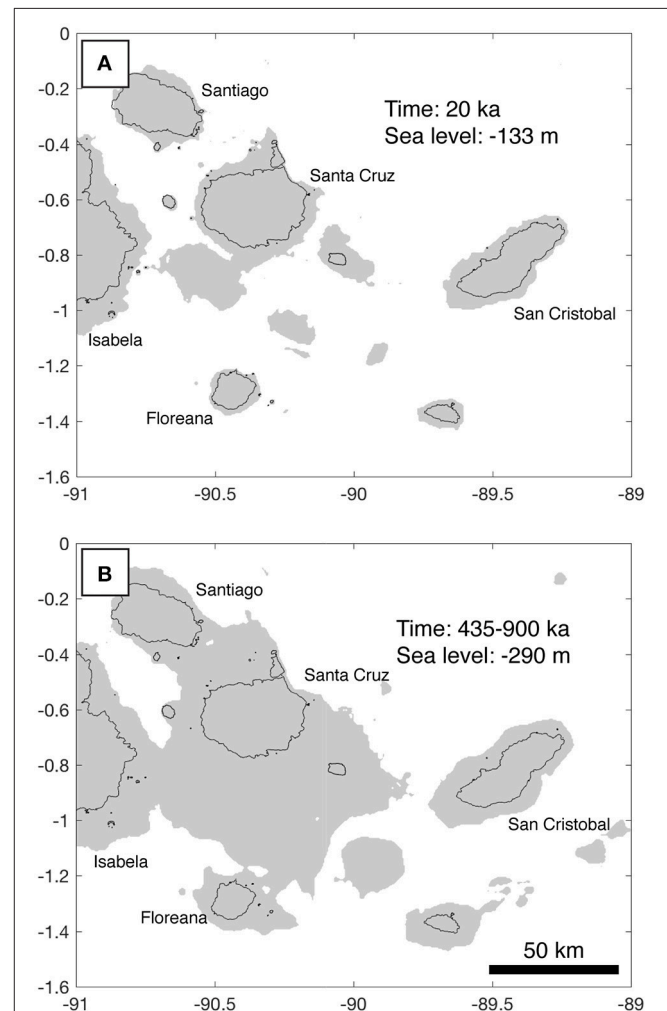 0
A
Santiago
-0.2
Time: 20 ka
Sea level: -133 m
-0.4
Santa Cruz
-0.6
-0.8
-1
San Cristobal
Isabela
-1.2
Floreana
-1.4
-1.6
-91
-90.5
-90
-89.5
-89
0
B
Santiago
-0.2
Time: 435-900 ka
Sea level: -290 m
-0.4
Santa Cruz
-0.6
-0.8
-1
San Cristobal
Isabela
-1.2
Floreana
-1.4
50 km
-1.6
-91
-90.5
-90
-89.5
-89